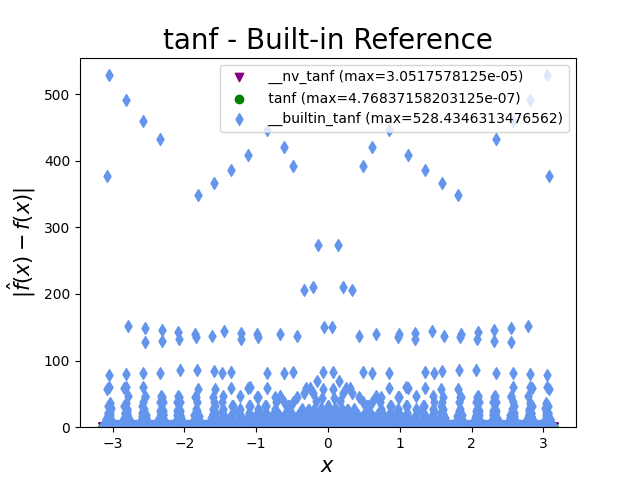 tanf - Built-in Reference
__nv_tanf (max=3.0517578125e-05)
tanf (max=4.76837158203125e-07)
__builtin_tanf (max=528.4346313476562)
|f̂(x) − f(x)|
500
400
300
200
100
0
−3 −2 −1 0 1 2 3
x